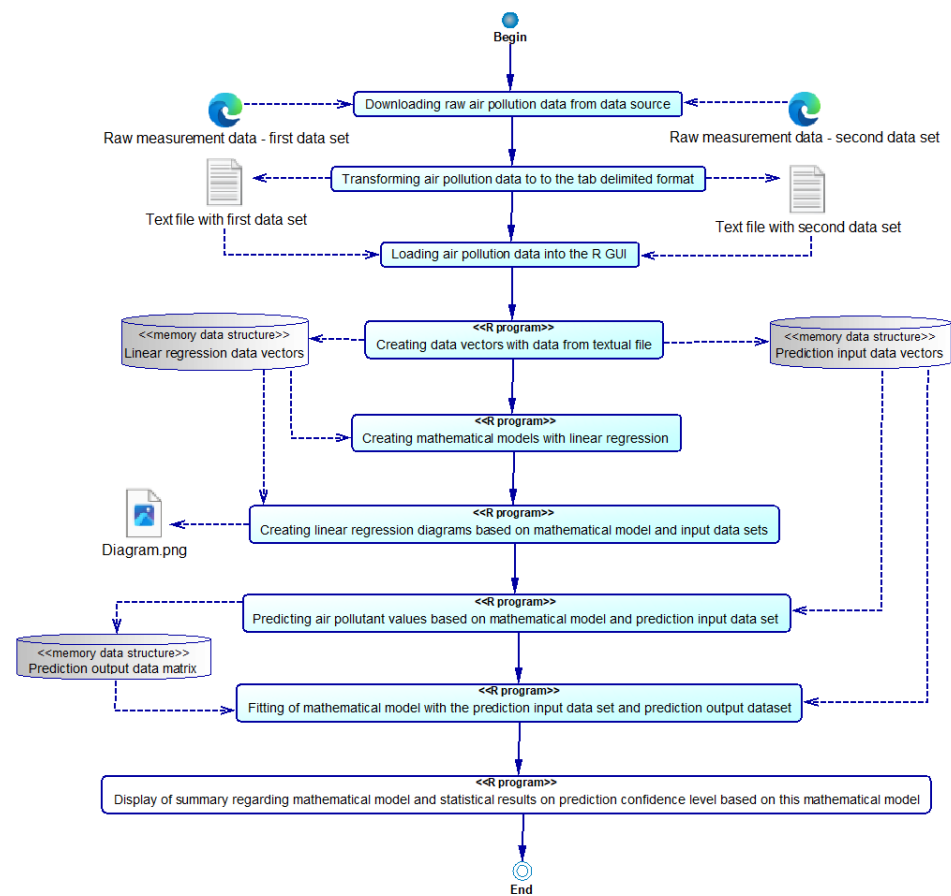 Begin
Downloading raw air pollution data from data source
Raw measurement data - first data set
Raw measurement data - second data set
Transforming air pollution data to to the tab delimited format
Text file with first data set
Text file with second data set
Loading air pollution data into the R GUI
<<memory data structure>>
Linear regression data vectors
<<R program>>
Creating data vectors with data from textual file
<<memory data structure>>
Prediction input data vectors
<<R program>>
Creating mathematical models with linear regression
<<R program>>
Creating linear regression diagrams based on mathematical model and input data sets
Diagram.png
<<R program>>
Predicting air pollutant values based on mathematical model and prediction input data set
<<memory data structure>>
Prediction output data matrix
<<R program>>
Fitting of mathematical model with the prediction input data set and prediction output dataset
<<R program>>
Display of summary regarding mathematical model and statistical results on prediction confidence level based on this mathematical model
End